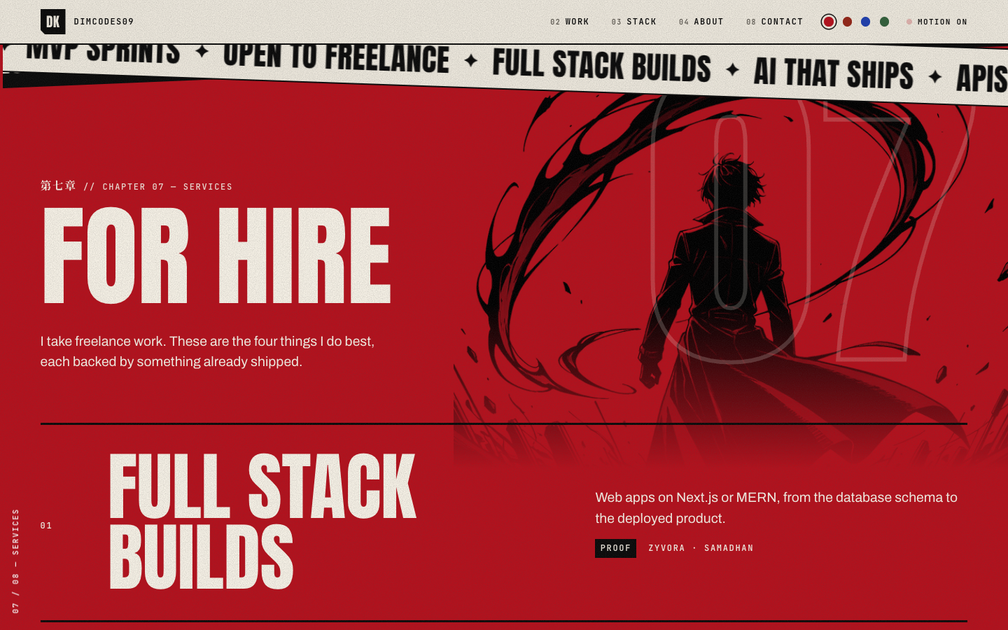 DK DIMCODES09 02 WORK 03 STACK 04 ABOUT 08 CONTACT MOTION ON
MVP SPRINTS ✦ OPEN TO FREELANCE ✦ FULL STACK BUILDS ✦ AI THAT SHIPS ✦ APIS
07
第七章 // CHAPTER 07 — SERVICES
FOR HIRE
I take freelance work. These are the four things I do best,
each backed by something already shipped.
01
FULL STACK
BUILDS
Web apps on Next.js or MERN, from the database schema to
the deployed product.
PROOF ZYVORA · SAMADHAN
07 / 08 — SERVICES